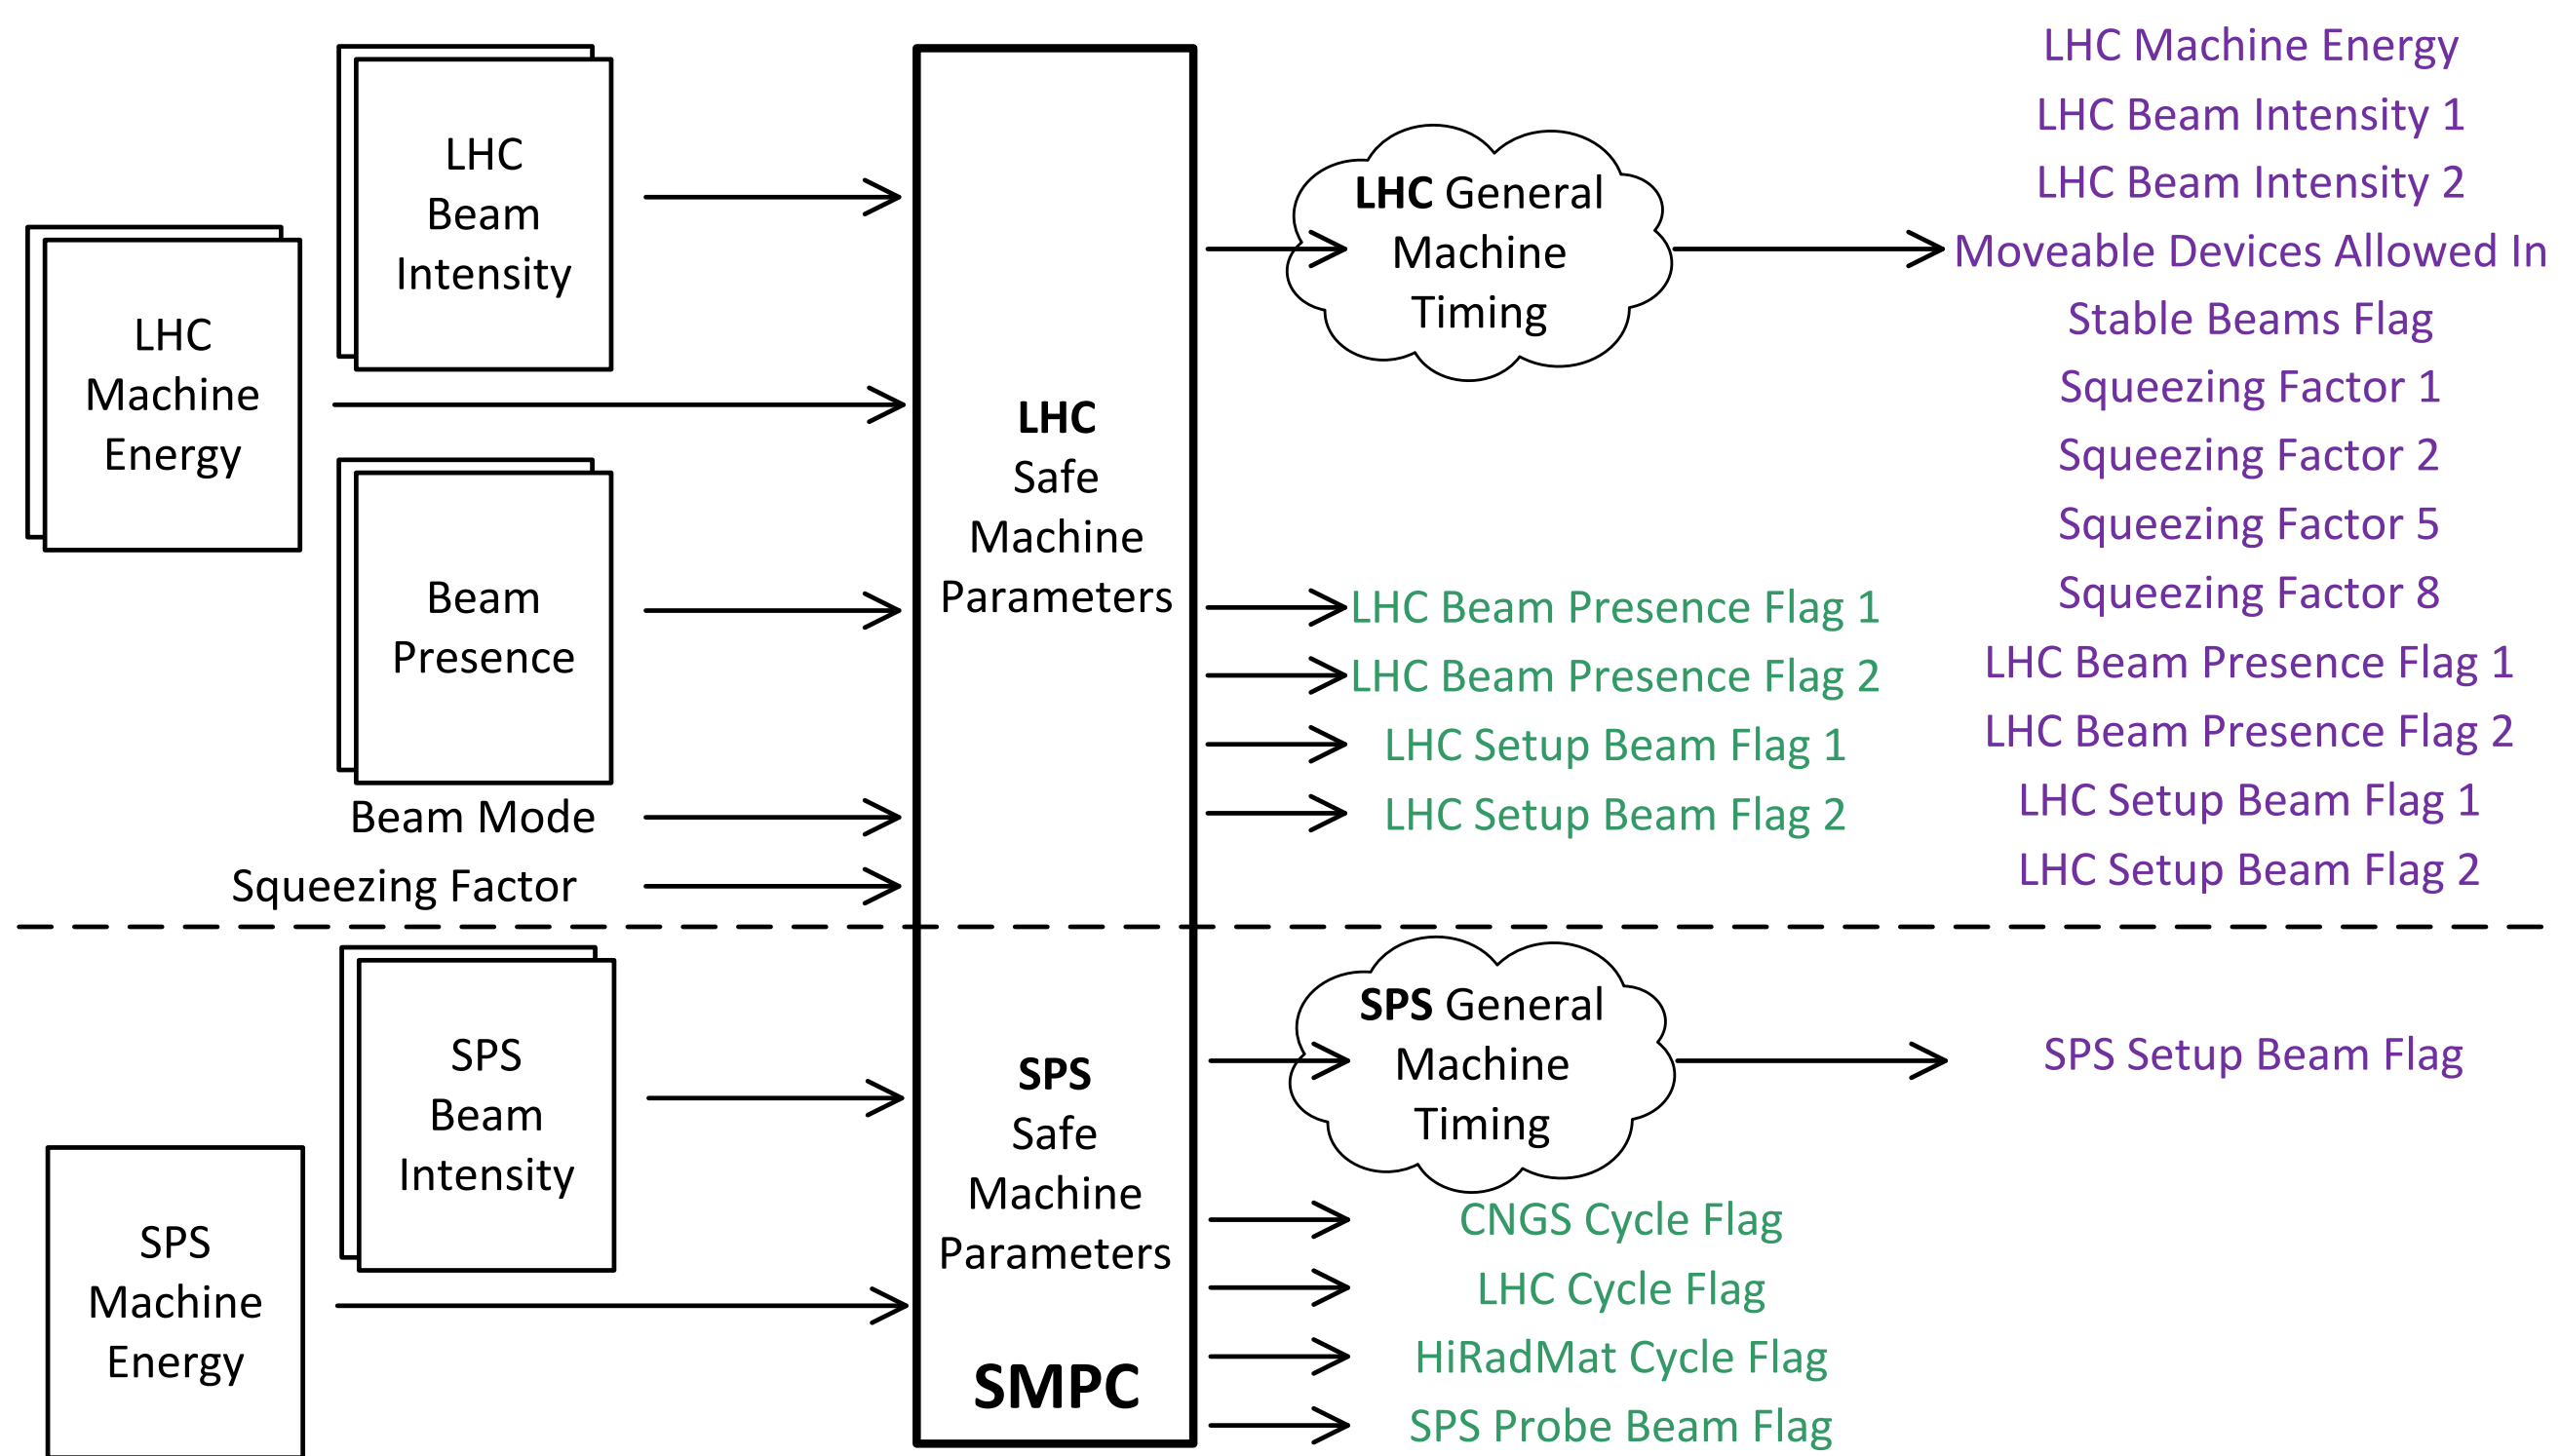 LHC
Beam
Intensity
LHC
Machine
Energy
Beam
Presence
Beam Mode
Squeezing Factor
LHC
Safe
Machine
Parameters
LHC General
Machine
Timing
LHC Beam Presence Flag 1
LHC Beam Presence Flag 2
LHC Setup Beam Flag 1
LHC Setup Beam Flag 2
LHC Machine Energy
LHC Beam Intensity 1
LHC Beam Intensity 2
Moveable Devices Allowed In
Stable Beams Flag
Squeezing Factor 1
Squeezing Factor 2
Squeezing Factor 5
Squeezing Factor 8
LHC Beam Presence Flag 1
LHC Beam Presence Flag 2
LHC Setup Beam Flag 1
LHC Setup Beam Flag 2
SPS
Beam
Intensity
SPS
Machine
Energy
SPS
Safe
Machine
Parameters
SMPC
SPS General
Machine
Timing
CNGS Cycle Flag
LHC Cycle Flag
HiRadMat Cycle Flag
SPS Probe Beam Flag
SPS Setup Beam Flag